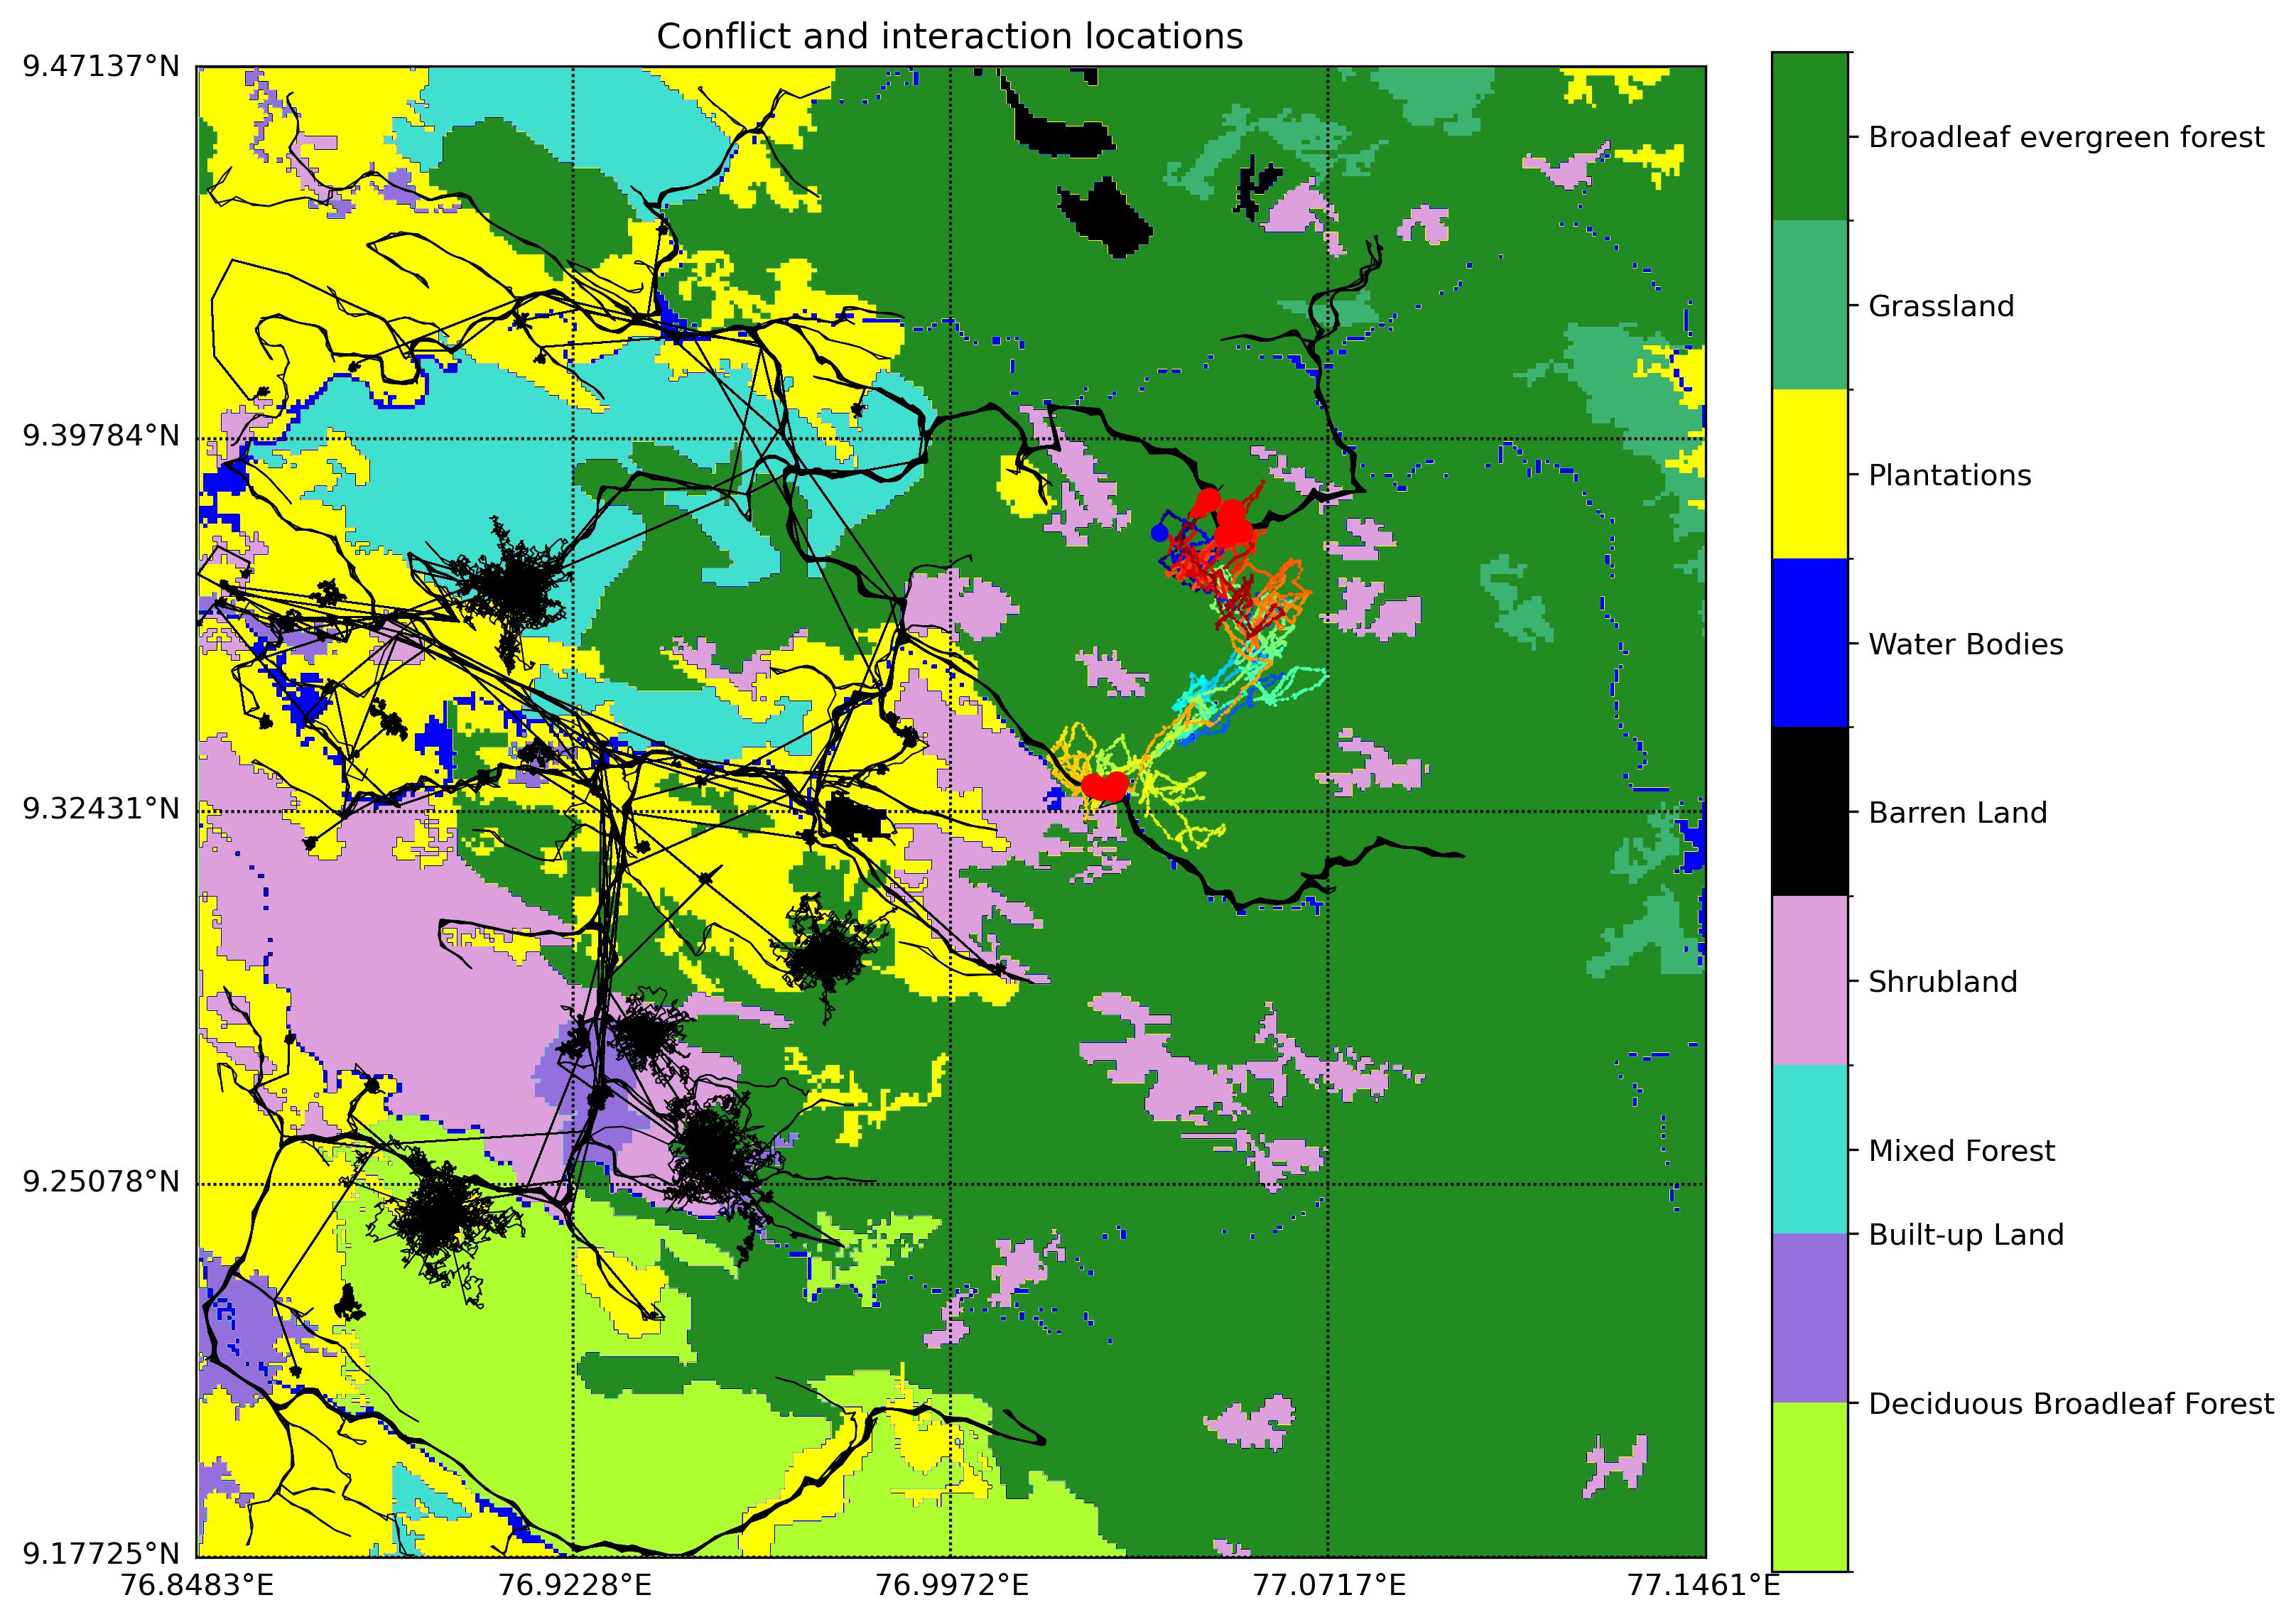 Conflict and interaction locations
9.47137°N
9.39784°N
9.32431°N
9.25078°N
9.17725°N
76.8483°E
76.9228°E
76.9972°E
77.0717°E
77.1461°E
Broadleaf evergreen forest
Grassland
Plantations
Water Bodies
Barren Land
Shrubland
Mixed Forest
Built-up Land
Deciduous Broadleaf Forest